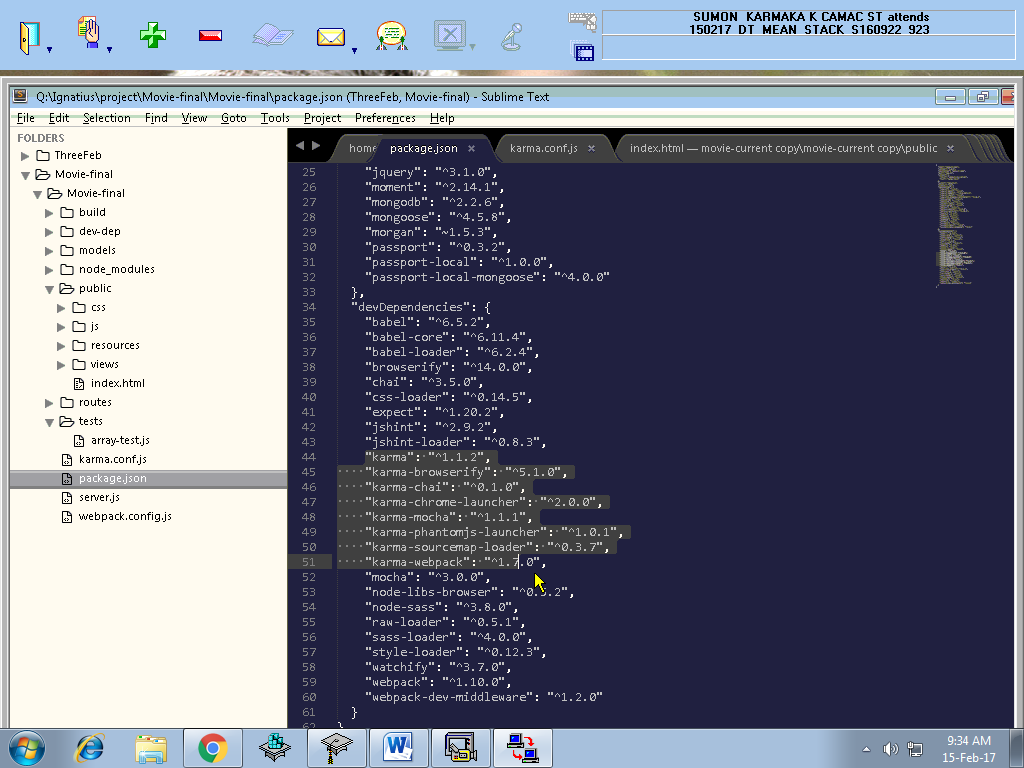 SUMON KARMAKA K CAMAC ST attends
150217 DT MEAN STACK S160922 923
Q:\Ignatius\project\Movie-final\Movie-final\package.json (ThreeFeb, Movie-final) - Sublime Text
File Edit Selection Find View Goto Tools Project Preferences Help
FOLDERS
ThreeFeb
Movie-final
Movie-final
build
dev-dep
models
node_modules
public
css
js
resources
views
index.html
routes
tests
array-test.js
karma.conf.js
package.json
server.js
webpack.config.js
home package.json × karma.conf.js × index.html — movie-current copy\movie-current copy\public ×
25 "jquery": "^3.1.0",
26 "moment": "^2.14.1",
27 "mongodb": "^2.2.6",
28 "mongoose": "^4.5.8",
29 "morgan": "~1.5.3",
30 "passport": "^0.3.2",
31 "passport-local": "^1.0.0",
32 "passport-local-mongoose": "^4.0.0"
33 },
34 "devDependencies": {
35 "babel": "^6.5.2",
36 "babel-core": "^6.11.4",
37 "babel-loader": "^6.2.4",
38 "browserify": "^14.0.0",
39 "chai": "^3.5.0",
40 "css-loader": "^0.14.5",
41 "expect": "^1.20.2",
42 "jshint": "^2.9.2",
43 "jshint-loader": "^0.8.3",
44 "karma": "^1.1.2",
45 "karma-browserify": "^5.1.0",
46 "karma-chai": "^0.1.0",
47 "karma-chrome-launcher": "^2.0.0",
48 "karma-mocha": "^1.1.1",
49 "karma-phantomjs-launcher": "^1.0.1",
50 "karma-sourcemap-loader": "^0.3.7",
51 "karma-webpack": "^1.7.0",
52 "mocha": "^3.0.0",
53 "node-libs-browser":
54 "node-sass": "^3.8.0",
55 "raw-loader": "^0.5.1",
56 "sass-loader": "^4.0.0",
57 "style-loader": "^0.12.3",
58 "watchify": "^3.7.0",
59 "webpack": "^1.10.0",
60 "webpack-dev-middleware": "^1.2.0"
61 }
62 }
9:34 AM
15-Feb-17